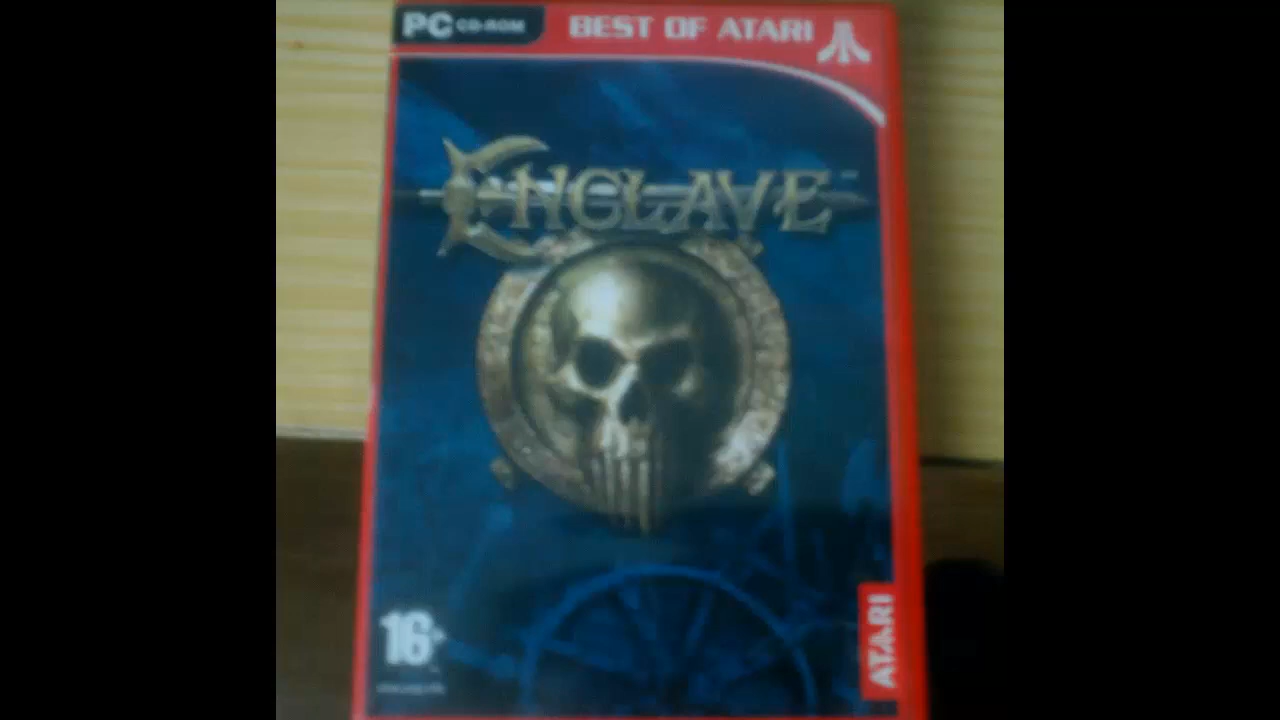 PC CD-ROM
BEST OF ATARI
ENCLAVE
16+
ATARI